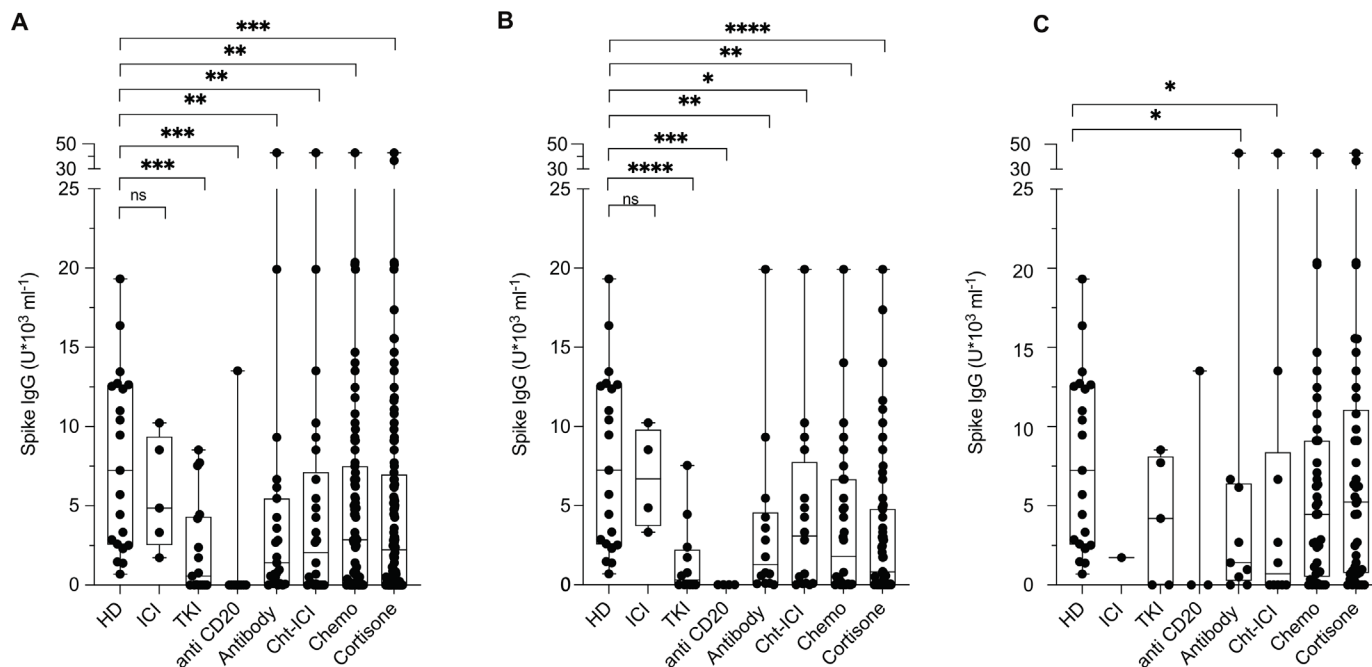 A
***
**
**
**
***
***
ns
50
30
25
20
15
10
5
0
Spike IgG (U*10³ ml⁻¹)
HD
ICI
TKI
anti CD20
Antibody
Cht-ICI
Chemo
Cortisone
B
****
**
*
**
***
****
ns
50
30
25
20
15
10
5
0
Spike IgG (U*10³ ml⁻¹)
HD
ICI
TKI
anti CD20
Antibody
Cht-ICI
Chemo
Cortisone
C
*
*
50
30
25
20
15
10
5
0
Spike IgG (U*10³ ml⁻¹)
HD
ICI
TKI
anti CD20
Antibody
Cht-ICI
Chemo
Cortisone